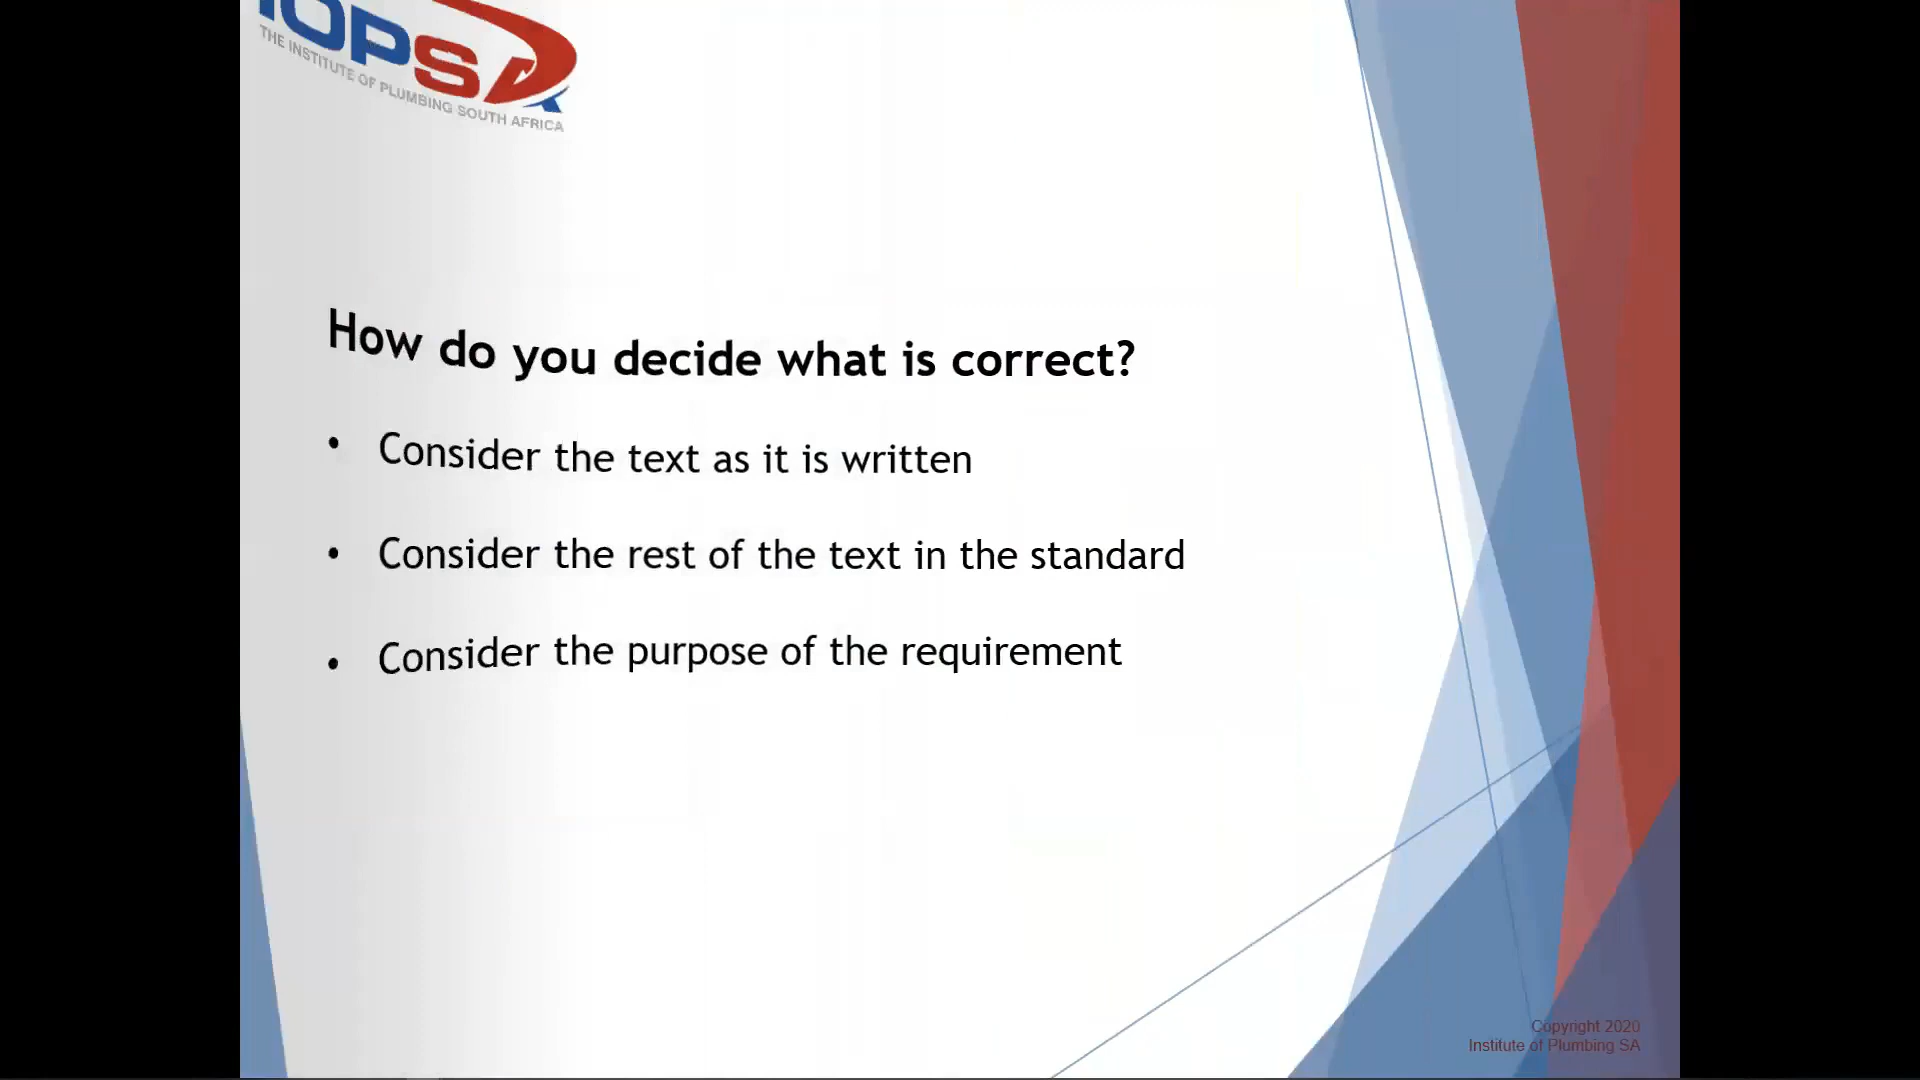 IOPSA
THE INSTITUTE OF PLUMBING SOUTH AFRICA
How do you decide what is correct?
• Consider the text as it is written
• Consider the rest of the text in the standard
• Consider the purpose of the requirement
Copyright 2020
Institute of Plumbing SA